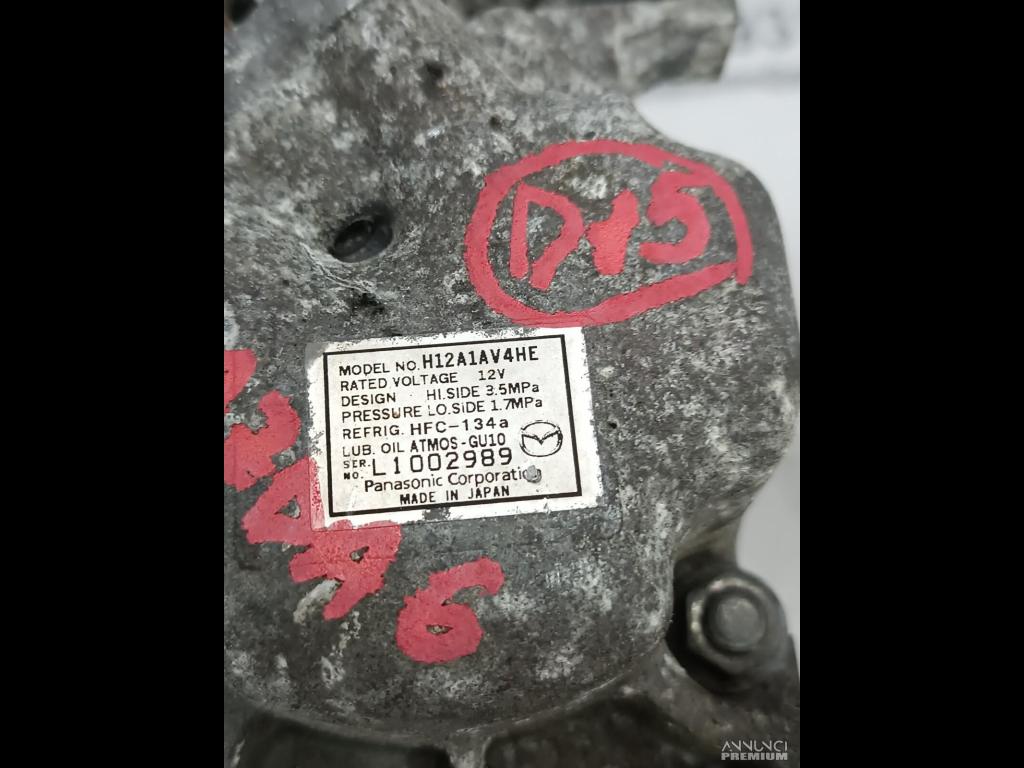 D15
MODEL NO. H12A1AV4HE
RATED VOLTAGE 12V
DESIGN HI.SIDE 3.5MPa
PRESSURE LO.SIDE 1.7MPa
REFRIG. HFC-134a
LUB. OIL ATMOS-GU10
SER. NO. L1002989
Panasonic Corporation
MADE IN JAPAN
6
ANNUNCI
PREMIUM